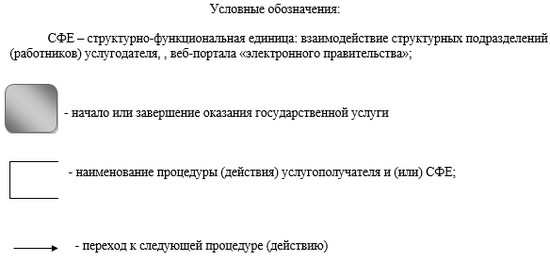 Условные обозначения:
СФЕ – структурно-функциональная единица: взаимодействие структурных подразделений
(работников) услугодателя, , веб-портала «электронного правительства»;
- начало или завершение оказания государственной услуги
- наименование процедуры (действия) услугополучателя и (или) СФЕ;
- переход к следующей процедуре (действию)